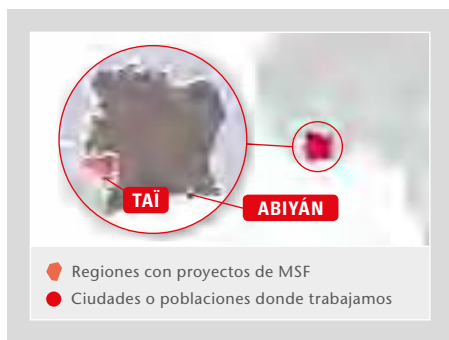 TAÏ
ABIYÁN
Regiones con proyectos de MSF
Ciudades o poblaciones donde trabajamos